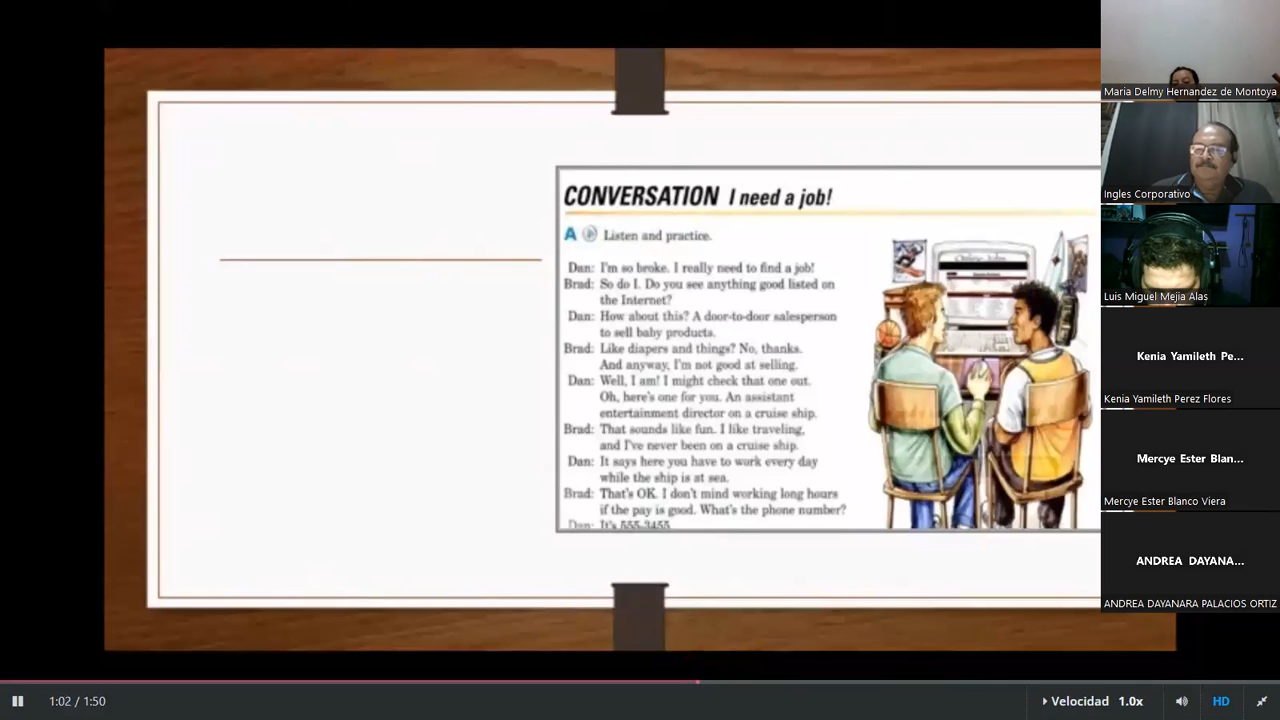 CONVERSATION I need a job!
A Listen and practice.
Dan: I'm so broke. I really need to find a job!
Brad: So do I. Do you see anything good listed on
the Internet?
Dan: How about this? A door-to-door salesperson
to sell baby products.
Brad: Like diapers and things? No, thanks.
And anyway, I'm not good at selling.
Dan: Well, I am! I might check that one out.
Oh, here's one for you. An assistant
entertainment director on a cruise ship.
Brad: That sounds like fun. I like traveling,
and I've never been on a cruise ship.
Dan: It says here you have to work every day
while the ship is at sea.
Brad: That's OK. I don't mind working long hours
if the pay is good. What's the phone number?
Dan: It's 555-3455
Maria Delmy Hernandez de Montoya
Ingles Corporativo
Luis Miguel Mejia Alas
Kenia Yamileth Pe...
Kenia Yamileth Perez Flores
Mercye Ester Blan...
Mercye Ester Blanco Viera
ANDREA DAYANA...
ANDREA DAYANARA PALACIOS ORTIZ
1:02 / 1:50
Velocidad 1.0x
HD